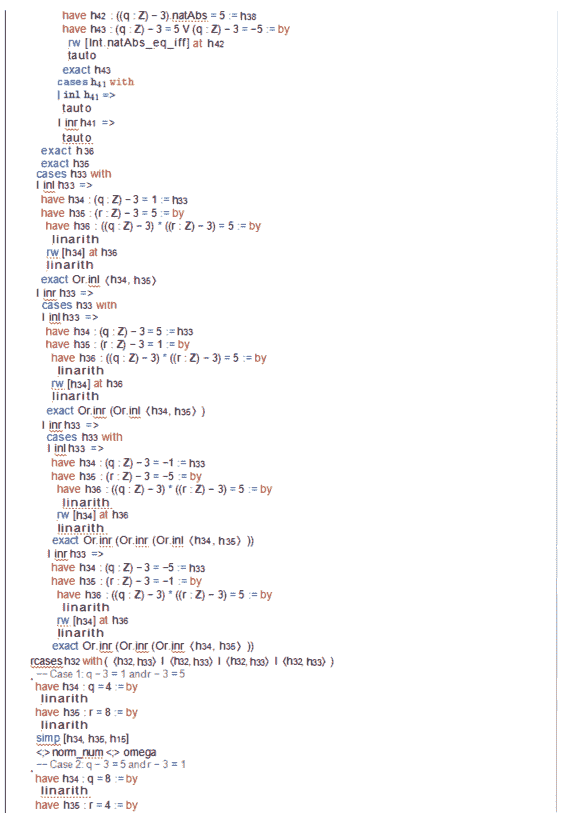 have h42 : ((q : ℤ) – 3).natAbs = 5 := h38
have h43 : (q : ℤ) – 3 = 5 ∨ (q : ℤ) – 3 = –5 := by
rw [Int.natAbs_eq_iff] at h42
tauto
exact h43
cases h41 with
| inl h41 =>
tauto
| inr h41 =>
tauto
exact h36
exact h35
cases h33 with
| inl h33 =>
have h34 : (q : ℤ) – 3 = 1 := h33
have h35 : (r : ℤ) – 3 = 5 := by
have h36 : ((q : ℤ) – 3) * ((r : ℤ) – 3) = 5 := by
linarith
rw [h34] at h36
linarith
exact Or.inl ⟨h34, h35⟩
| inr h33 =>
cases h33 with
| inl h33 =>
have h34 : (q : ℤ) – 3 = 5 := h33
have h35 : (r : ℤ) – 3 = 1 := by
have h36 : ((q : ℤ) – 3) * ((r : ℤ) – 3) = 5 := by
linarith
rw [h34] at h36
linarith
exact Or.inr (Or.inl ⟨h34, h35⟩ )
| inr h33 =>
cases h33 with
| inl h33 =>
have h34 : (q : ℤ) – 3 = –1 := h33
have h35 : (r : ℤ) – 3 = –5 := by
have h36 : ((q : ℤ) – 3) * ((r : ℤ) – 3) = 5 := by
linarith
rw [h34] at h36
linarith
exact Or.inr (Or.inr (Or.inl ⟨h34, h35⟩ ))
| inr h33 =>
have h34 : (q : ℤ) – 3 = –5 := h33
have h35 : (r : ℤ) – 3 = –1 := by
have h36 : ((q : ℤ) – 3) * ((r : ℤ) – 3) = 5 := by
linarith
rw [h34] at h36
linarith
exact Or.inr (Or.inr (Or.inr ⟨h34, h35⟩ ))
rcases h32 with ( ⟨h32, h33⟩ | ⟨h32, h33⟩ | ⟨h32, h33⟩ | ⟨h32, h33⟩ )
· -– Case 1: q – 3 = 1 and r – 3 = 5
have h34 : q = 4 := by
linarith
have h35 : r = 8 := by
linarith
simp [h34, h35, h15]
<;> norm_num <;> omega
· -– Case 2: q – 3 = 5 and r – 3 = 1
have h34 : q = 8 := by
linarith
have h35 : r = 4 := by